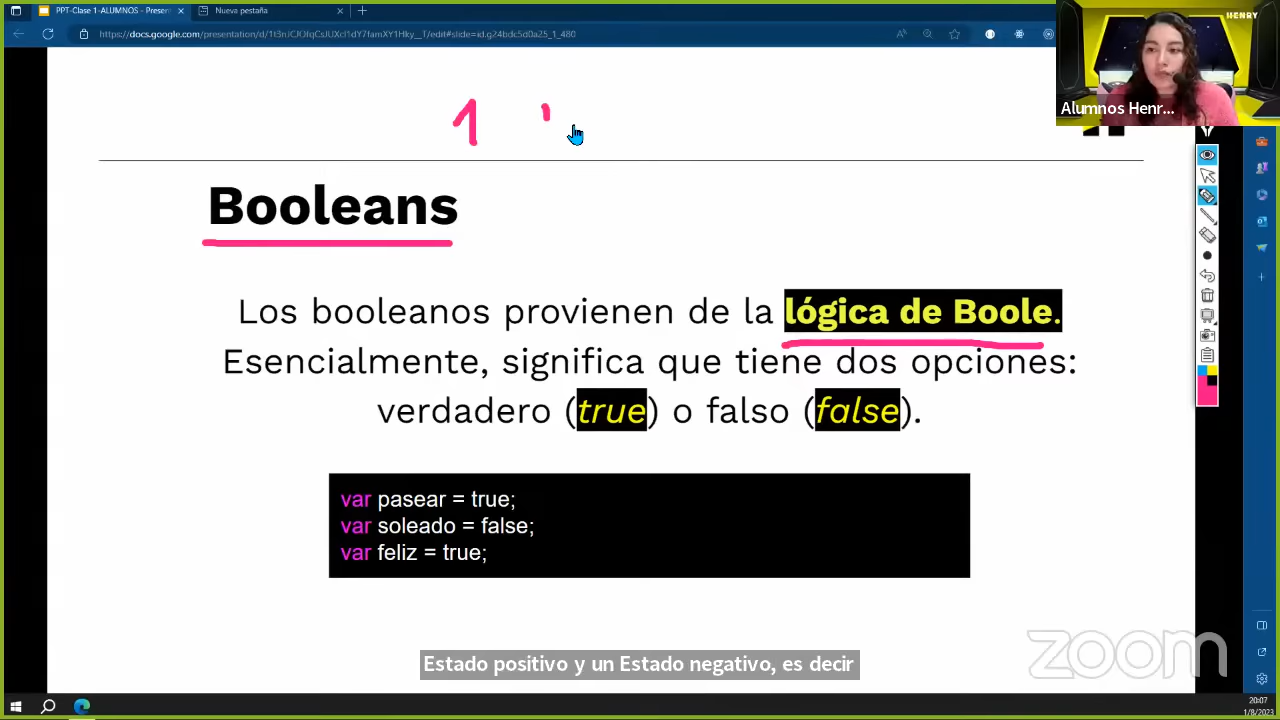 PPT-Clase 1-ALUMNOS - Present
Nueva pestaña
HENRY
Alumnos Henr...
1
Booleans
Los booleanos provienen de la lógica de Boole.
Esencialmente, significa que tiene dos opciones:
verdadero (true) o falso (false).
var pasear = true;
var soleado = false;
var feliz = true;
zoom
Estado positivo y un Estado negativo, es decir
20:07
1/8/2023